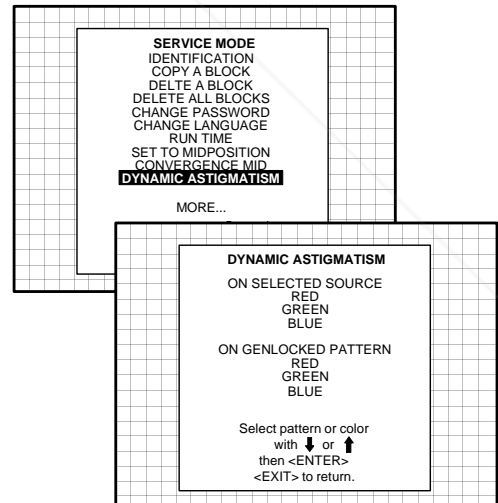 SERVICE MODE
IDENTIFICATION
COPY A BLOCK
DELTE A BLOCK
DELETE ALL BLOCKS
CHANGE PASSWORD
CHANGE LANGUAGE
RUN TIME
SET TO MIDPOSITION
CONVERGENCE MID
DYNAMIC ASTIGMATISM
MORE...
DYNAMIC ASTIGMATISM
ON SELECTED SOURCE
RED
GREEN
BLUE
ON GENLOCKED PATTERN
RED
GREEN
BLUE
Select pattern or color
with ⬇ or ⬆
then <ENTER>
<EXIT> to return.